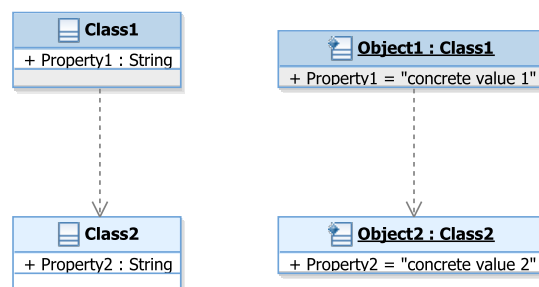 Class1
+ Property1 : String
Object1 : Class1
+ Property1 = "concrete value 1"
Class2
+ Property2 : String
Object2 : Class2
+ Property2 = "concrete value 2"